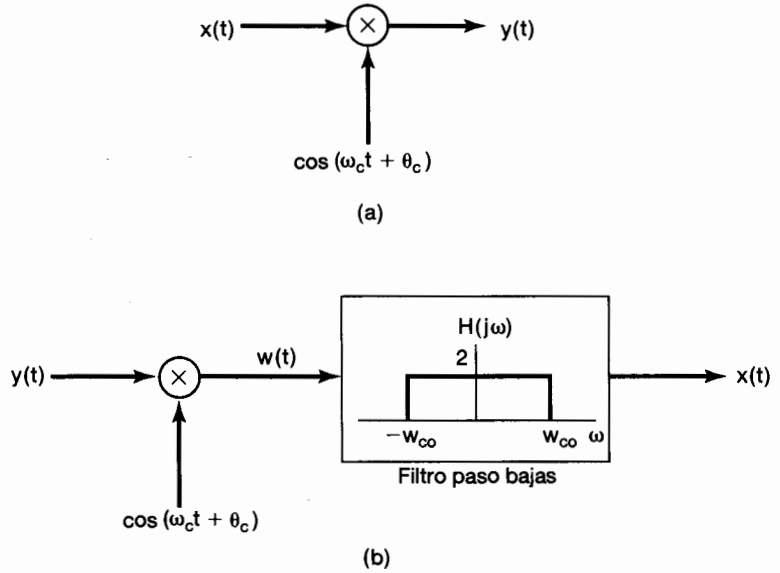 x(t) × y(t)
cos (ω_c t + θ_c)
(a)
H(jω)
y(t) × w(t) 2 x(t)
−w_co w_co ω
Filtro paso bajas
cos (ω_c t + θ_c)
(b)